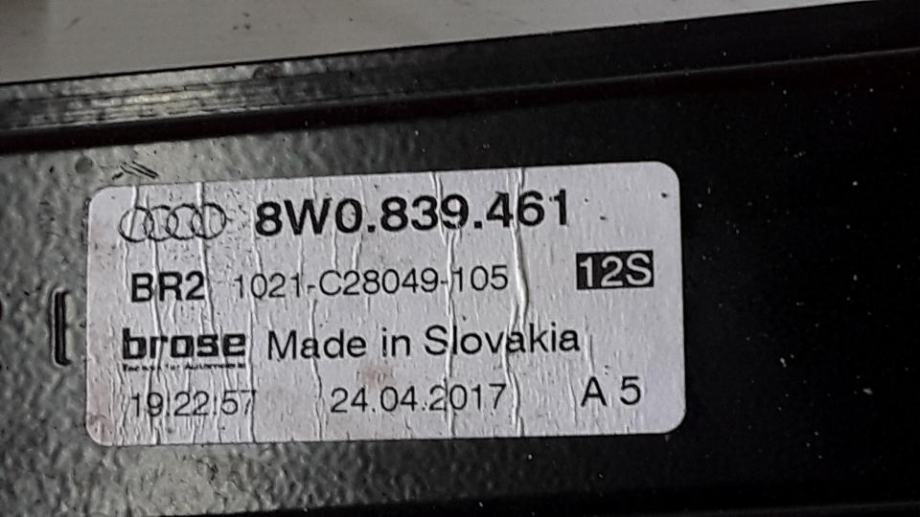 8W0.839.461
BR2 1021-C28049-105 12S
brose Made in Slovakia
19:22:57 24.04.2017 A 5